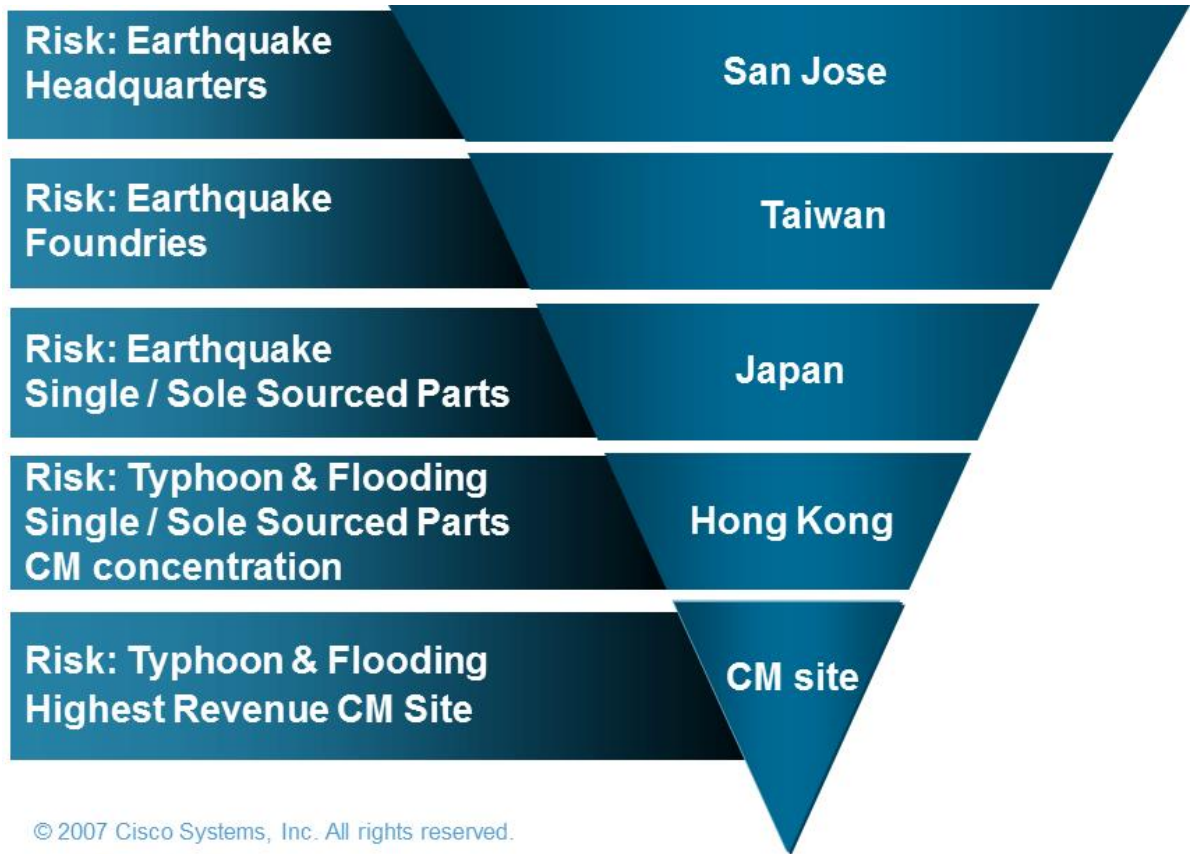 Risk: Earthquake
Headquarters
San Jose
Risk: Earthquake
Foundries
Taiwan
Risk: Earthquake
Single / Sole Sourced Parts
Japan
Risk: Typhoon & Flooding
Single / Sole Sourced Parts
CM concentration
Hong Kong
Risk: Typhoon & Flooding
Highest Revenue CM Site
CM site
© 2007 Cisco Systems, Inc. All rights reserved.